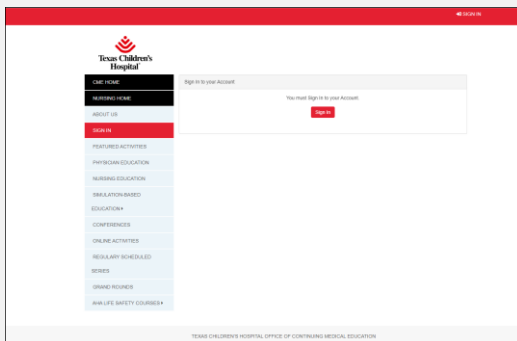 SIGN IN
Texas Children's
Hospital
CME HOME
NURSING HOME
ABOUT US
SIGN IN
FEATURED ACTIVITIES
PHYSICIAN EDUCATION
NURSING EDUCATION
SIMULATION-BASED
EDUCATION
CONFERENCES
ONLINE ACTIVITIES
REGULARLY SCHEDULED
SERIES
GRAND ROUNDS
AHA LIFE SAFETY COURSES
Sign In to your Account
You must Sign In to your Account
Sign In
TEXAS CHILDREN'S HOSPITAL OFFICE OF CONTINUING MEDICAL EDUCATION